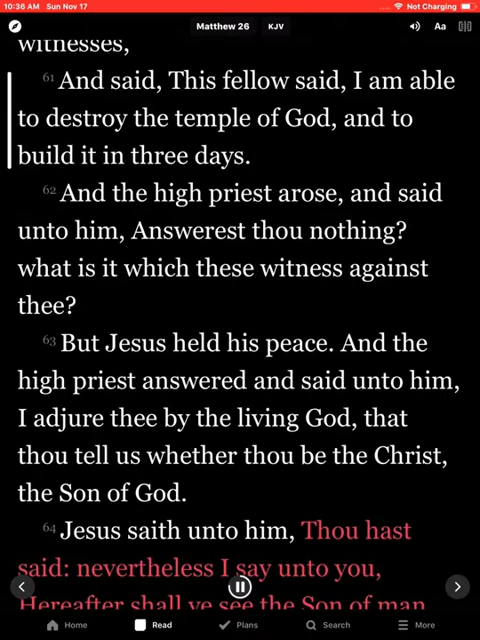 10:36 AM Sun Nov 17
Not Charging
Matthew 26 KJV
Aa
witnesses,
61 And said, This fellow said, I am able
to destroy the temple of God, and to
build it in three days.
62 And the high priest arose, and said
unto him, Answerest thou nothing?
what is it which these witness against
thee?
63 But Jesus held his peace. And the
high priest answered and said unto him,
I adjure thee by the living God, that
thou tell us whether thou be the Christ,
the Son of God.
64 Jesus saith unto him, Thou hast
said: nevertheless I say unto you,
Hereafter shall ye see the Son of man
Home Read Plans Search More